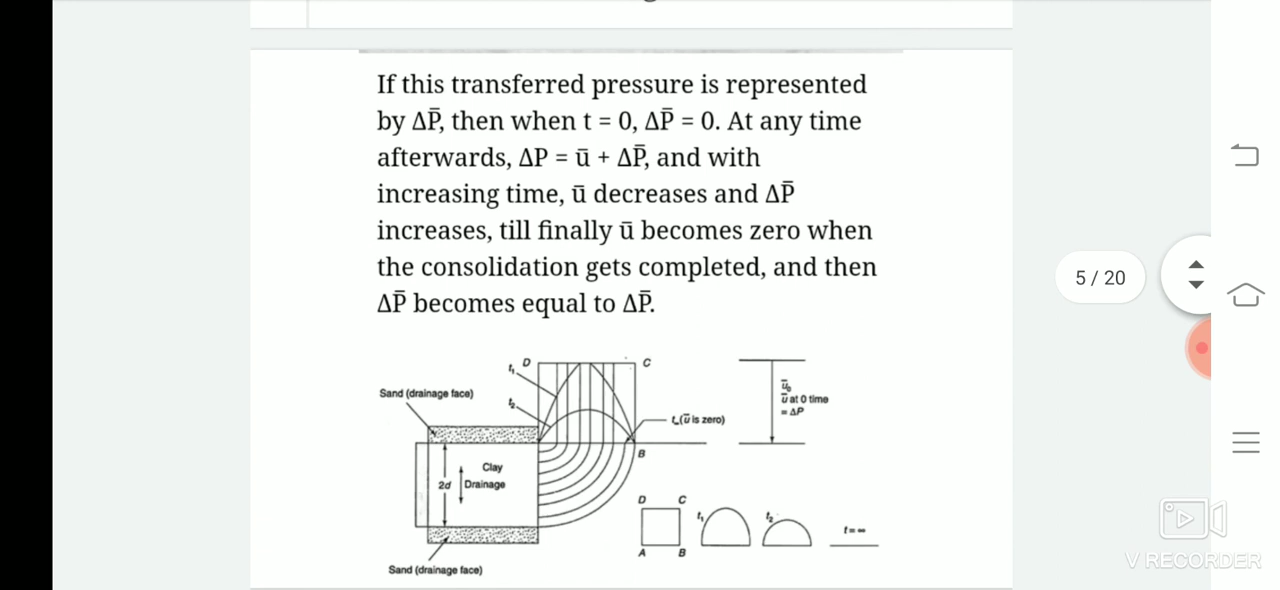 If this transferred pressure is represented
by ΔP̄, then when t = 0, ΔP̄ = 0. At any time
afterwards, ΔP = ū + ΔP̄, and with
increasing time, ū decreases and ΔP̄
increases, till finally ū becomes zero when
the consolidation gets completed, and then
ΔP̄ becomes equal to ΔP̄.
5 / 20
D
C
t₁
Sand (drainage face)
t₂
ū₀
ū at 0 time
= ΔP
(ū is zero)
B
Clay
2d
Drainage
D
C
t₁
t₂
t = ∞
A
B
Sand (drainage face)
V RECORDER